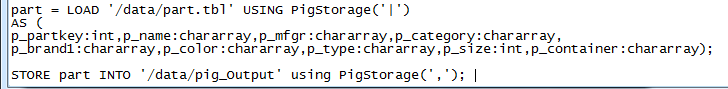 part = LOAD '/data/part.tbl' USING PigStorage('|')
AS (
p_partkey:int,p_name:chararray,p_mfgr:chararray,p_category:chararray,
p_brand1:chararray,p_color:chararray,p_type:chararray,p_size:int,p_container:chararray);
STORE part INTO '/data/pig_Output' using PigStorage(',');